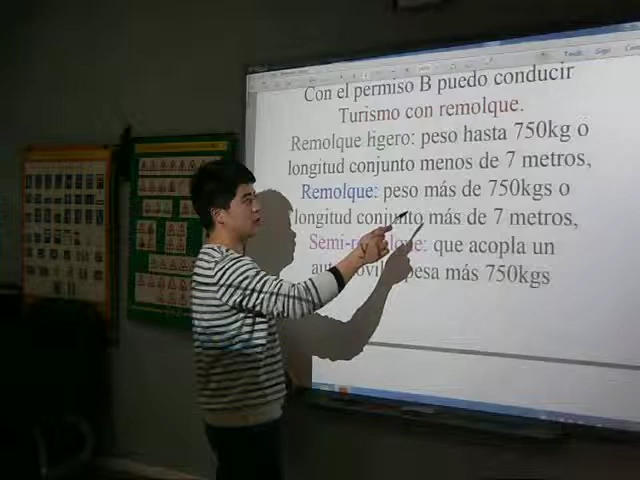 Con el permiso B puedo conducir
Turismo con remolque.
Remolque ligero: peso hasta 750kg o
longitud conjunto menos de 7 metros,
Remolque: peso más de 750kgs o
longitud conjunto más de 7 metros,
que acopla un
pesa más 750kgs